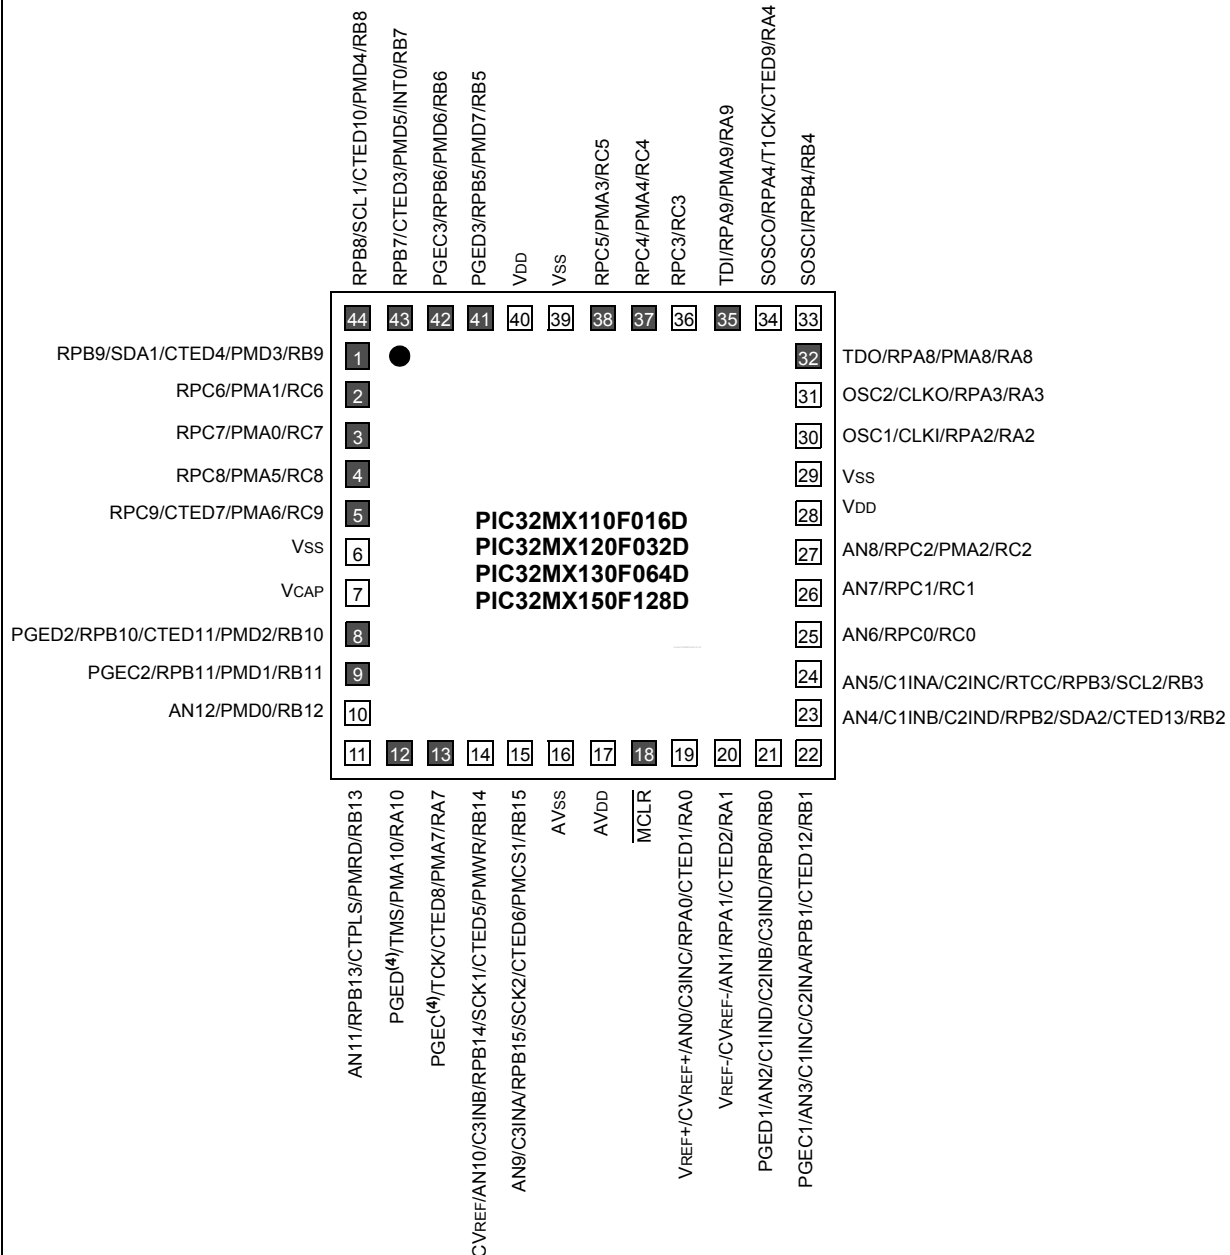 RPB8/SCL1/CTED10/PMD4/RB8
RPB7/CTED3/PMD5/INT0/RB7
PGEC3/RPB6/PMD6/RB6
PGED3/RPB5/PMD7/RB5
VDD
VSS
RPC5/PMA3/RC5
RPC4/PMA4/RC4
RPC3/RC3
TDI/RPA9/PMA9/RA9
SOSCO/RPA4/T1CK/CTED9/RA4
SOSCI/RPB4/RB4
44 43 42 41 40 39 38 37 36 35 34 33
RPB9/SDA1/CTED4/PMD3/RB9 1
RPC6/PMA1/RC6 2
RPC7/PMA0/RC7 3
RPC8/PMA5/RC8 4
RPC9/CTED7/PMA6/RC9 5
VSS 6
VCAP 7
PGED2/RPB10/CTED11/PMD2/RB10 8
PGEC2/RPB11/PMD1/RB11 9
AN12/PMD0/RB12 10
PIC32MX110F016D
PIC32MX120F032D
PIC32MX130F064D
PIC32MX150F128D
32 TDO/RPA8/PMA8/RA8
31 OSC2/CLKO/RPA3/RA3
30 OSC1/CLKI/RPA2/RA2
29 VSS
28 VDD
27 AN8/RPC2/PMA2/RC2
26 AN7/RPC1/RC1
25 AN6/RPC0/RC0
24 AN5/C1INA/C2INC/RTCC/RPB3/SCL2/RB3
23 AN4/C1INB/C2IND/RPB2/SDA2/CTED13/RB2
11 12 13 14 15 16 17 18 19 20 21 22
AN11/RPB13/CTPLS/PMRD/RB13
PGED(4)/TMS/PMA10/RA10
PGEC(4)/TCK/CTED8/PMA7/RA7
CVREF/AN10/C3INB/RPB14/SCK1/CTED5/PMWR/RB14
AN9/C3INA/RPB15/SCK2/CTED6/PMCS1/RB15
AVSS
AVDD
MCLR
VREF+/CVREF+/AN0/C3INC/RPA0/CTED1/RA0
VREF-/CVREF-/AN1/RPA1/CTED2/RA1
PGED1/AN2/C1IND/C2INB/C3IND/RPB0/RB0
PGEC1/AN3/C1INC/C2INA/RPB1/CTED12/RB1